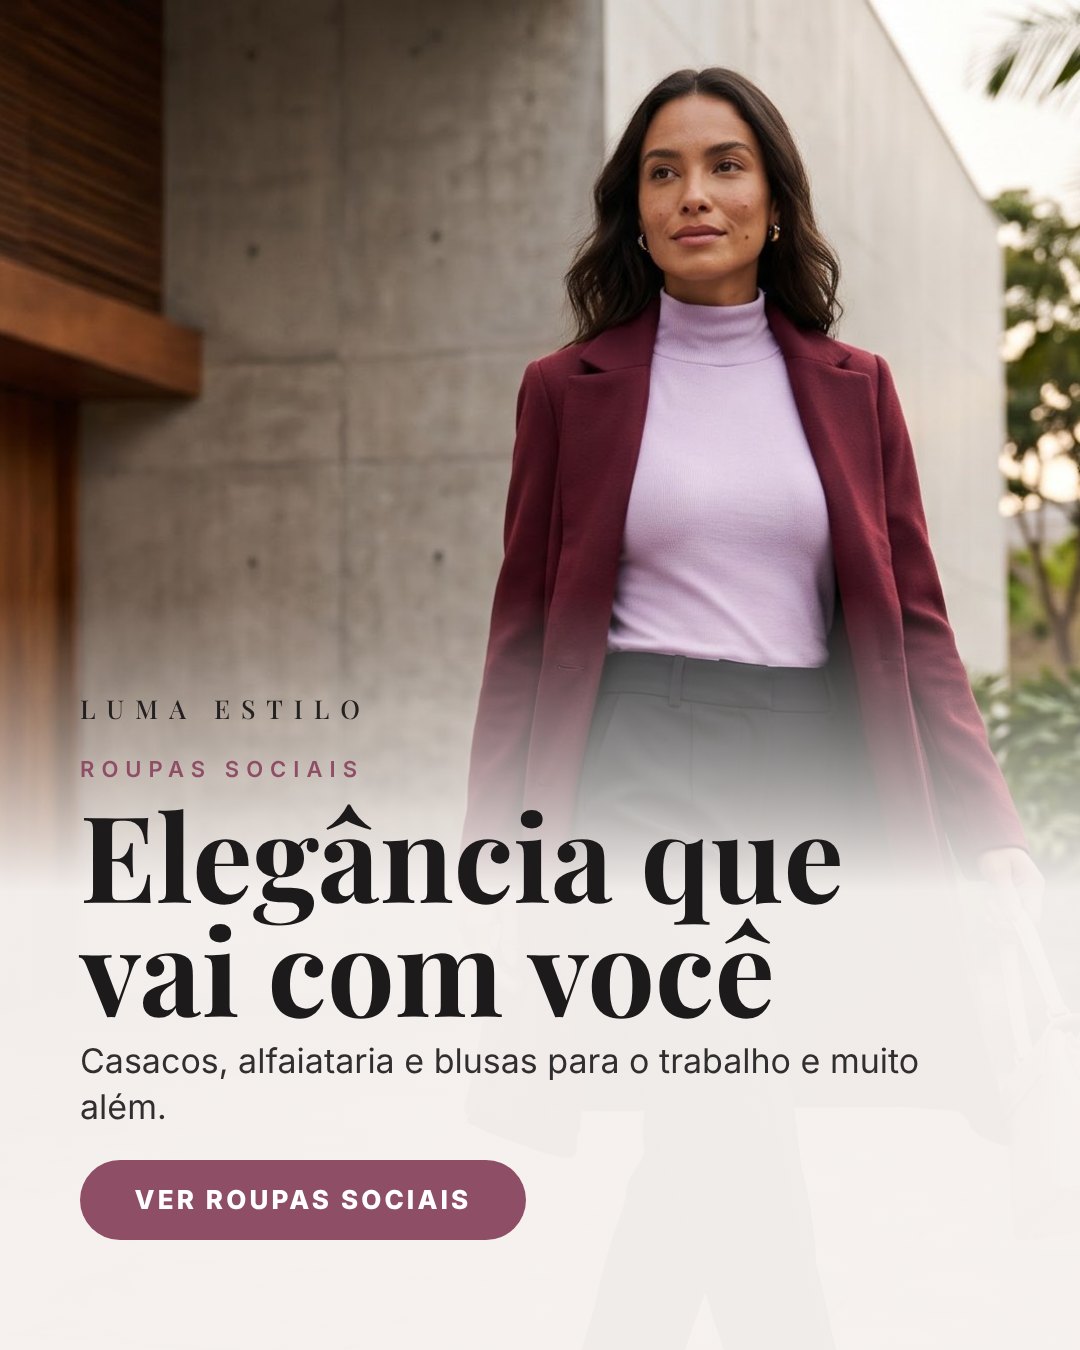 LUMA ESTILO
ROUPAS SOCIAIS
Elegância que
vai com você
Casacos, alfaiataria e blusas para o trabalho e muito
além.
VER ROUPAS SOCIAIS